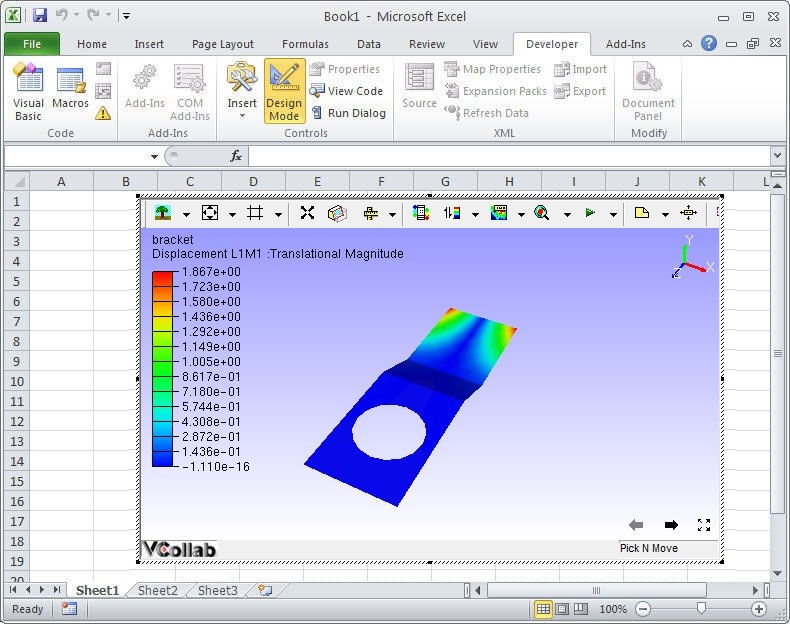 Book1 - Microsoft Excel
File Home Insert Page Layout Formulas Data Review View Developer Add-Ins
Visual Basic
Macros
Code
Add-Ins
COM Add-Ins
Add-Ins
Insert
Design Mode
Properties
View Code
Run Dialog
Controls
Source
Map Properties
Expansion Packs
Refresh Data
Import
Export
XML
Document Panel
Modify
fx
A B C D E F G H I J K L
1
2
3
4
5
6
7
8
9
10
11
12
13
14
15
16
17
18
19
20
bracket
Displacement L1M1 :Translational Magnitude
1.867e+00
1.723e+00
1.580e+00
1.436e+00
1.292e+00
1.149e+00
1.005e+00
8.617e-01
7.180e-01
5.744e-01
4.308e-01
2.872e-01
1.436e-01
-1.110e-16
Y
X
Z
VCollab
Pick N Move
Sheet1 Sheet2 Sheet3
Ready
100%